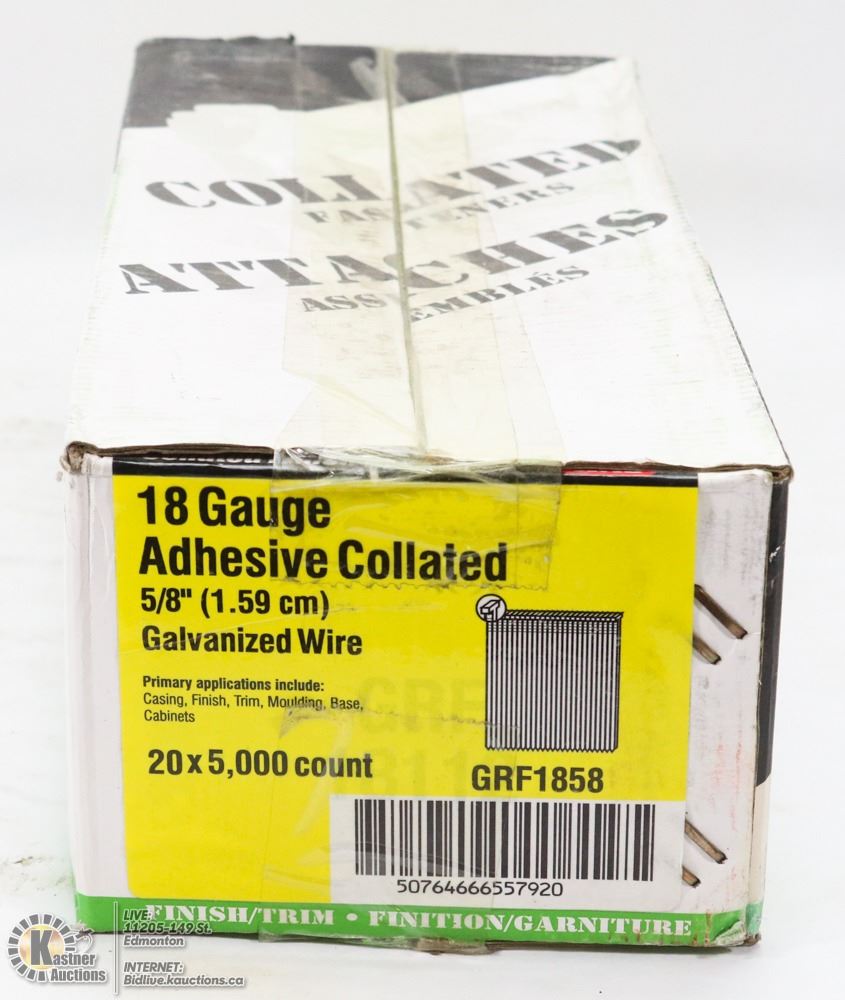 COLLATED
FASTENERS
ATTACHES
ASSEMBLÉS
18 Gauge
Adhesive Collated
5/8" (1.59 cm)
Galvanized Wire
Primary applications include:
Casing, Finish, Trim, Moulding, Base,
Cabinets
20 x 5,000 count
GRF1858
50764666557920
FINISH/TRIM • FINITION/GARNITURE
Kastner
Auctions
LIVE:
11205-149 St.
Edmonton
INTERNET:
Bidlive.kauctions.ca